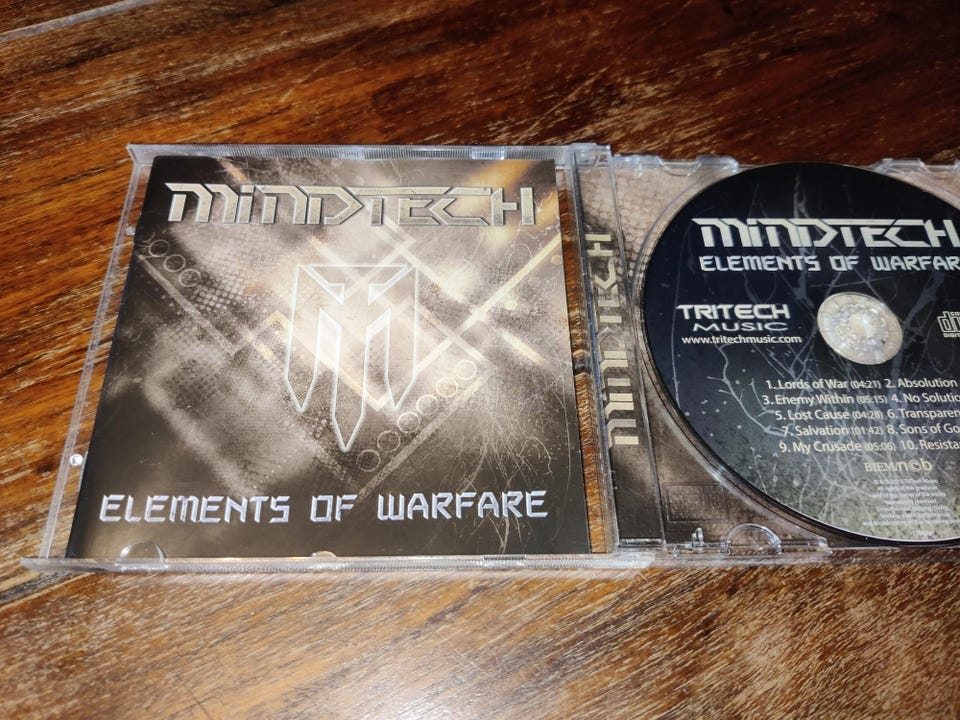 MINDTECH
ELEMENTS OF WARFARE
MINDTECH
MINDTECH
ELEMENTS OF WARFAR
TRITECH
MUSIC
www.tritechmusic.com
1. Lords of War (04:21) 2. Absolution
3. Enemy Within (05:15) 4. No Solutio
5. Lost Cause (04:28) 6. Transparen
7. Salvation (01:42) 8. Sons of Go
9. My Crusade (05:06) 10. Resista
BIEM/ncb